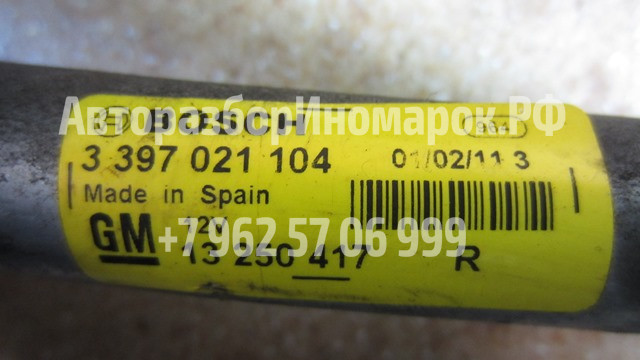 АвторазборИномарок.РФ
BOSCH
3 397 021 104
01/02/11 3
Made in Spain
GM
12V
+7962 57 06 999
13 250 417
R